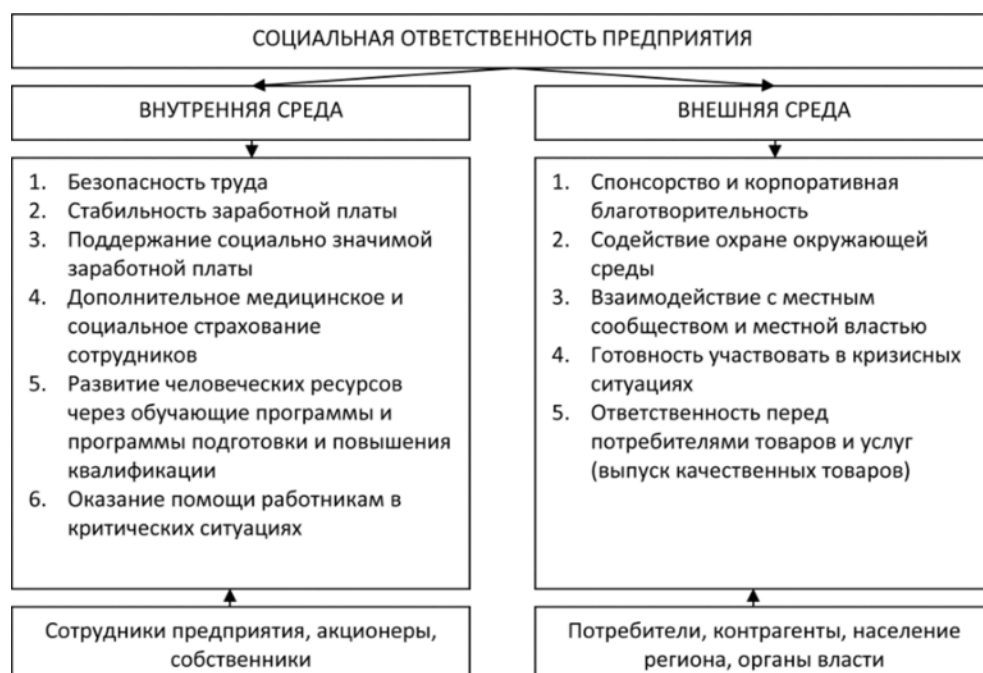 СОЦИАЛЬНАЯ ОТВЕТСТВЕННОСТЬ ПРЕДПРИЯТИЯ
ВНУТРЕННЯЯ СРЕДА
1. Безопасность труда
2. Стабильность заработной платы
3. Поддержание социально значимой
заработной платы
4. Дополнительное медицинское и
социальное страхование
сотрудников
5. Развитие человеческих ресурсов
через обучающие программы и
программы подготовки и повышения
квалификации
6. Оказание помощи работникам в
критических ситуациях
Сотрудники предприятия, акционеры,
собственники
ВНЕШНЯЯ СРЕДА
1. Спонсорство и корпоративная
благотворительность
2. Содействие охране окружающей
среды
3. Взаимодействие с местным
сообществом и местной властью
4. Готовность участвовать в кризисных
ситуациях
5. Ответственность перед
потребителями товаров и услуг
(выпуск качественных товаров)
Потребители, контрагенты, население
региона, органы власти